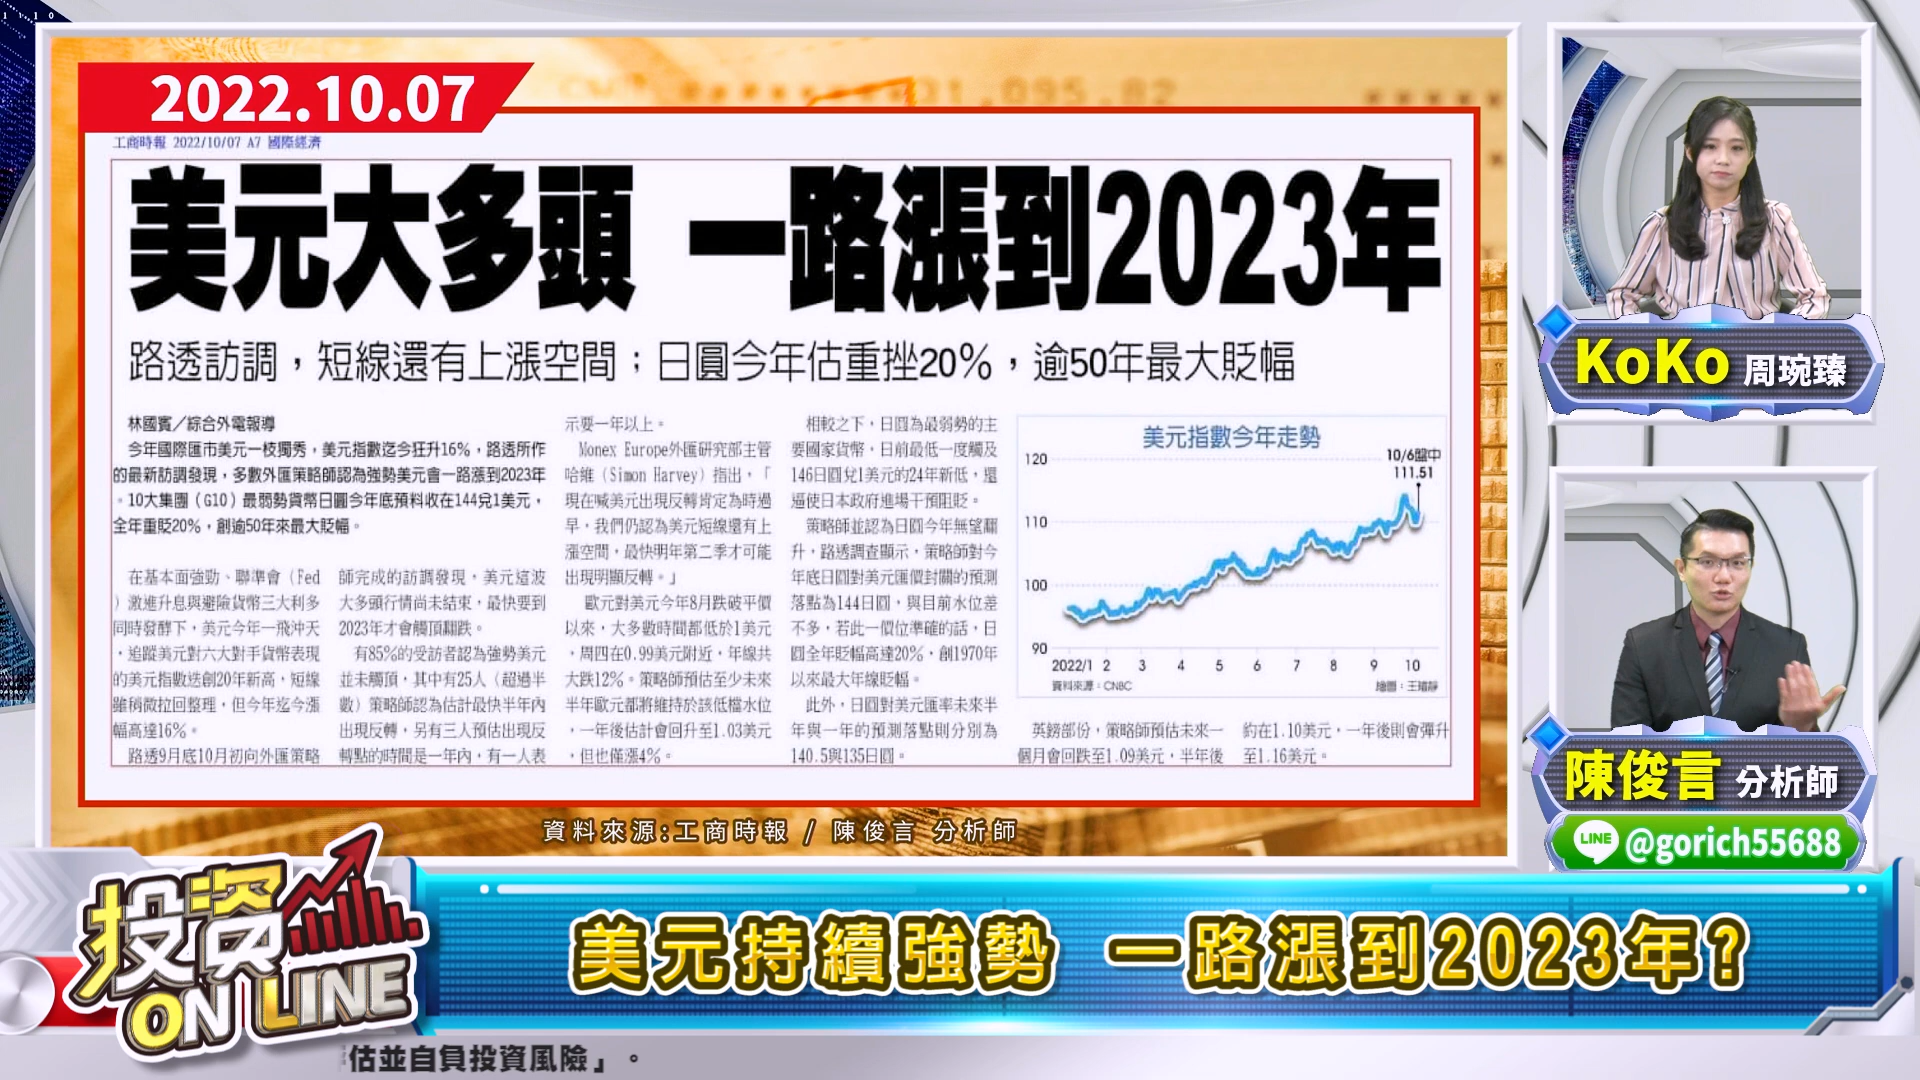 2022.10.07
工商時報 2022/10/07 A7 國際經濟
美元大多頭 一路漲到2023年
路透訪調，短線還有上漲空間；日圓今年估重挫20%，逾50年最大貶幅
林國賓／綜合外電報導
今年國際匯市美元一枝獨秀，美元指數迄今狂升16%，路透所作
的最新訪調發現，多數外匯策略師認為強勢美元會一路漲到2023年
。10大集團（G10）最弱勢貨幣日圓今年底預料收在144兌1美元，
全年重貶20%，創逾50年來最大貶幅。
在基本面強勁、聯準會（Fed
）激進升息與避險貨幣三大利多
同時發酵下，美元今年一飛沖天
，追蹤美元對六大對手貨幣表現
的美元指數迭創20年新高，短線
雖稍微拉回整理，但今年迄今漲
幅高達16%。
路透9月底10月初向外匯策略
師完成的訪調發現，美元這波
大多頭行情尚未結束，最快要到
2023年才會觸頂翻跌。
有85%的受訪者認為強勢美元
並未觸頂，其中有25人（超過半
數）策略師認為估計最快半年內
出現反轉，另有三人預估出現反
轉點的時間是一年內，有一人表
示要一年以上。
Monex Europe外匯研究部主管
哈維（Simon Harvey）指出，「
現在喊美元出現反轉肯定為時過
早，我們仍認為美元短線還有上
漲空間，最快明年第二季才可能
出現明顯反轉。」
歐元對美元今年8月跌破平價
以來，大多數時間都低於1美元
，周四在0.99美元附近，年線共
大跌12%。策略師預估至少未來
半年歐元都將維持於該低檔水位
，一年後估計會回升至1.03美元
，但也僅漲4%。
相較之下，日圓為最弱勢的主
要國家貨幣，日前最低一度觸及
146日圓兌1美元的24年新低，還
逼使日本政府進場干預阻貶。
策略師並認為日圓今年無望翻
升，路透調查顯示，策略師對今
年底日圓對美元匯價封關的預測
落點為144日圓，與目前水位差
不多，若此一價位準確的話，日
圓全年貶幅高達20%，創1970年
以來最大年線貶幅。
此外，日圓對美元匯率未來半
年與一年的預測落點則分別為
140.5與135日圓。
美元指數今年走勢
120
110
100
90
10/6盤中
111.51
2022/1 2 3 4 5 6 7 8 9 10
資料來源：CNBC
繪圖：王
英鎊部份，策略師預估未來一
個月會回跌至1.09美元，半年後
約在1.10美元，一年後則會彈升
至1.16美元。
資料來源:工商時報 / 陳俊言 分析師
KoKo 周琬臻
陳俊言 分析師
LINE @gorich55688
投資
ON LINE
美元持續強勢 一路漲到2023年?
估並自負投資風險」。